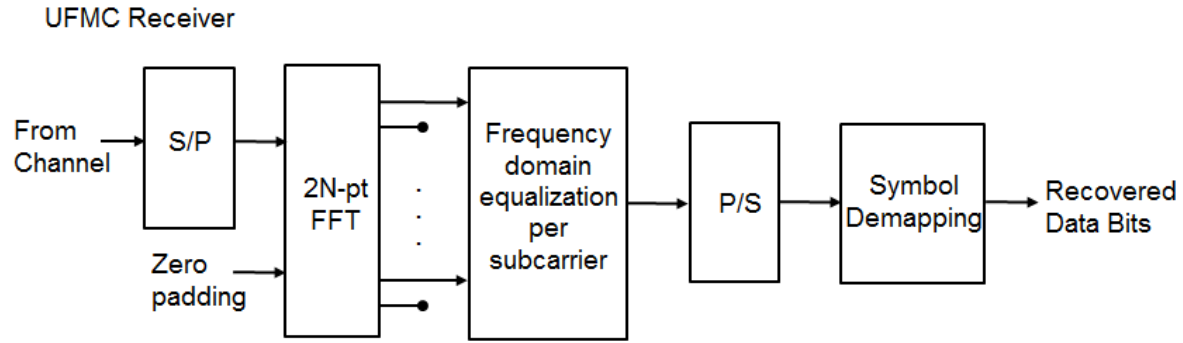 UFMC Receiver
From
Channel
S/P
Zero
padding
2N-pt
FFT
.
.
.
Frequency
domain
equalization
per
subcarrier
P/S
Symbol
Demapping
Recovered
Data Bits